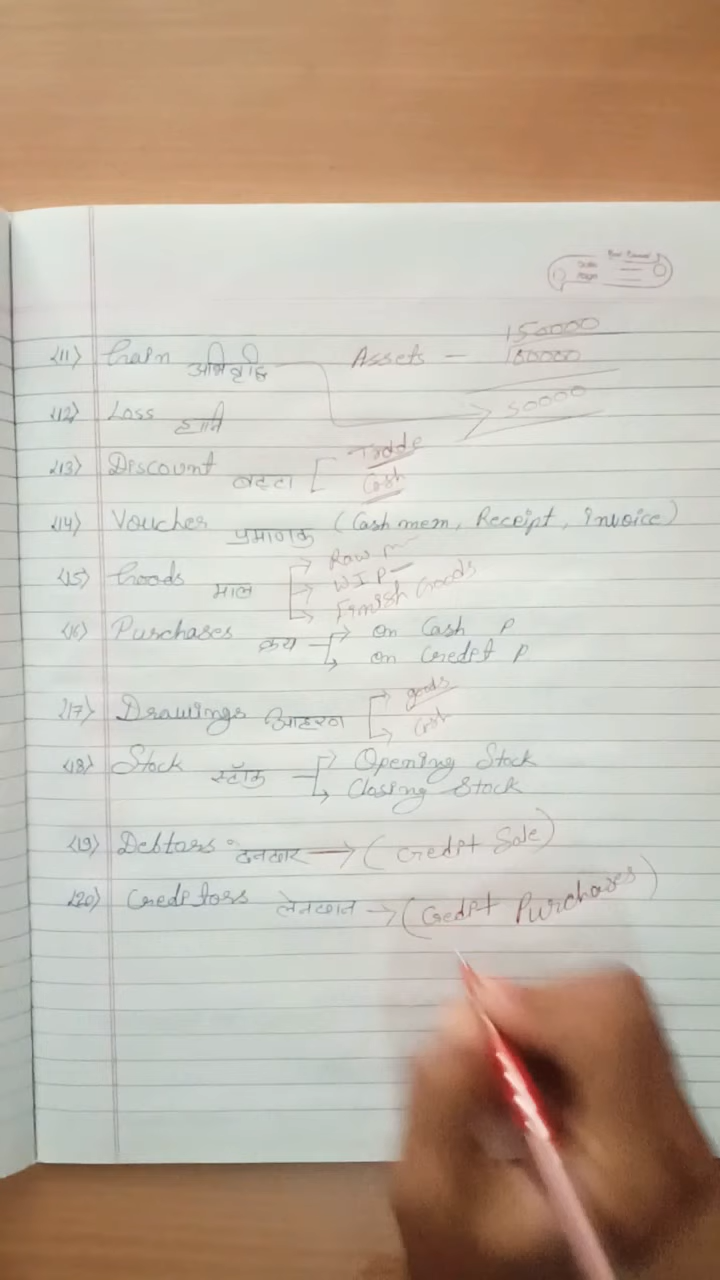 150000
(11) Gain अभिवृद्धि Assets — 100000
50000
(12) Loss हानि
(13) Discount बट्टा Trade
Cash
(14) Voucher प्रमाणक (Cash mem, Receipt, Invoice)
(15) Goods माल → Raw m
→ W I P —
→ Finish Goods
(16) Purchases क्रय → on Cash P
→ on Credit P
(17) Drawings आहरण → goods
→ Cash
(18) Stock स्टॉक → Opening Stock
→ Closing Stock
(19) Debtors देनदार → (Credit Sale)
(20) Creditors लेनदार → (Credit Purchases)